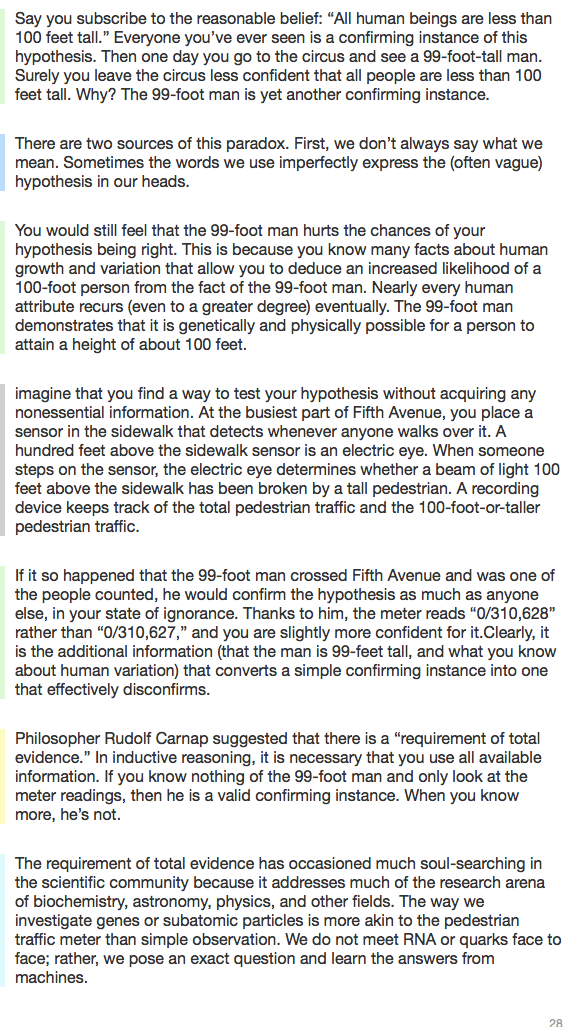 Say you subscribe to the reasonable belief: “All human beings are less than
100 feet tall.” Everyone you’ve ever seen is a confirming instance of this
hypothesis. Then one day you go to the circus and see a 99-foot-tall man.
Surely you leave the circus less confident that all people are less than 100
feet tall. Why? The 99-foot man is yet another confirming instance.
There are two sources of this paradox. First, we don’t always say what we
mean. Sometimes the words we use imperfectly express the (often vague)
hypothesis in our heads.
You would still feel that the 99-foot man hurts the chances of your
hypothesis being right. This is because you know many facts about human
growth and variation that allow you to deduce an increased likelihood of a
100-foot person from the fact of the 99-foot man. Nearly every human
attribute recurs (even to a greater degree) eventually. The 99-foot man
demonstrates that it is genetically and physically possible for a person to
attain a height of about 100 feet.
imagine that you find a way to test your hypothesis without acquiring any
nonessential information. At the busiest part of Fifth Avenue, you place a
sensor in the sidewalk that detects whenever anyone walks over it. A
hundred feet above the sidewalk sensor is an electric eye. When someone
steps on the sensor, the electric eye determines whether a beam of light 100
feet above the sidewalk has been broken by a tall pedestrian. A recording
device keeps track of the total pedestrian traffic and the 100-foot-or-taller
pedestrian traffic.
If it so happened that the 99-foot man crossed Fifth Avenue and was one of
the people counted, he would confirm the hypothesis as much as anyone
else, in your state of ignorance. Thanks to him, the meter reads “0/310,628”
rather than “0/310,627,” and you are slightly more confident for it.Clearly, it
is the additional information (that the man is 99-feet tall, and what you know
about human variation) that converts a simple confirming instance into one
that effectively disconfirms.
Philosopher Rudolf Carnap suggested that there is a “requirement of total
evidence.” In inductive reasoning, it is necessary that you use all available
information. If you know nothing of the 99-foot man and only look at the
meter readings, then he is a valid confirming instance. When you know
more, he’s not.
The requirement of total evidence has occasioned much soul-searching in
the scientific community because it addresses much of the research arena
of biochemistry, astronomy, physics, and other fields. The way we
investigate genes or subatomic particles is more akin to the pedestrian
traffic meter than simple observation. We do not meet RNA or quarks face to
face; rather, we pose an exact question and learn the answers from
machines.
28